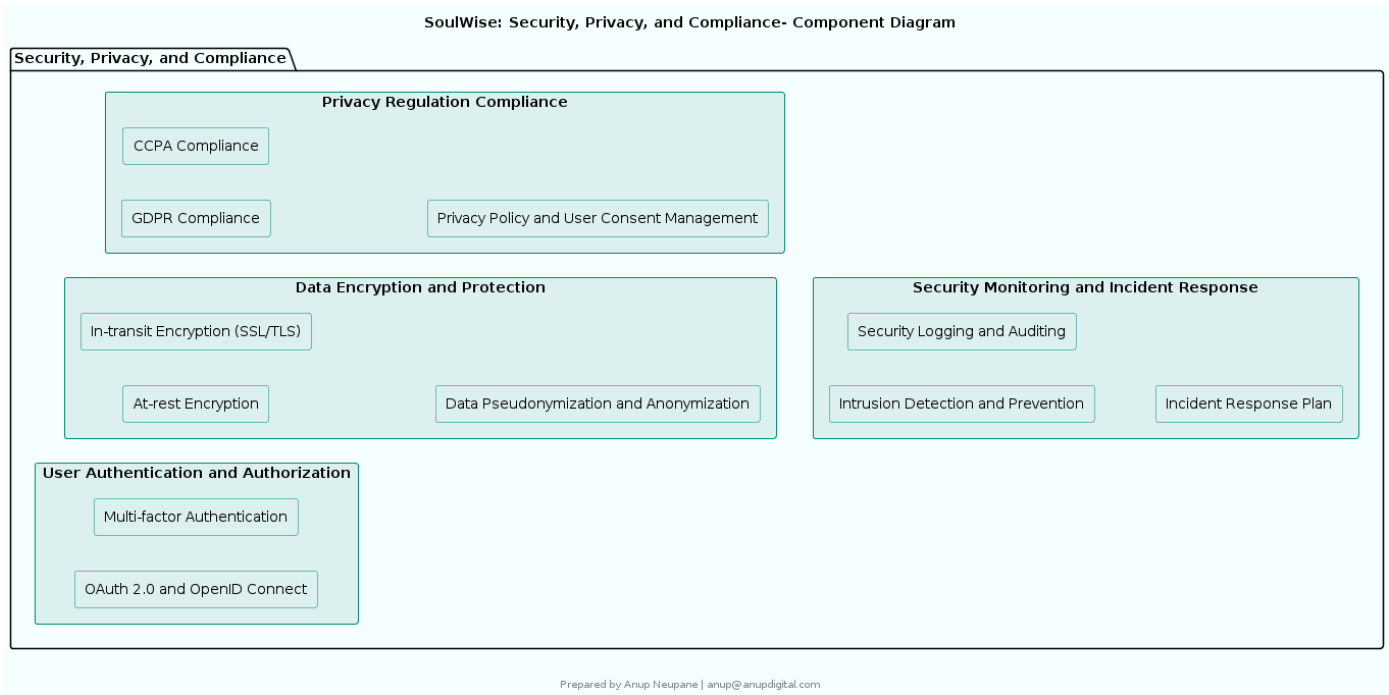 SoulWise: Security, Privacy, and Compliance- Component Diagram
Security, Privacy, and Compliance
Privacy Regulation Compliance
CCPA Compliance
GDPR Compliance
Privacy Policy and User Consent Management
Data Encryption and Protection
In-transit Encryption (SSL/TLS)
At-rest Encryption
Data Pseudonymization and Anonymization
Security Monitoring and Incident Response
Security Logging and Auditing
Intrusion Detection and Prevention
Incident Response Plan
User Authentication and Authorization
Multi-factor Authentication
OAuth 2.0 and OpenID Connect
Prepared by Anup Neupane | anup@anupdigital.com